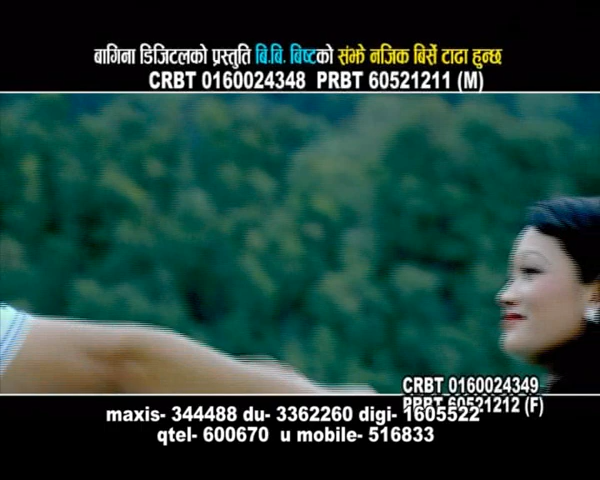 बागिना डिजिटलको प्रस्तुति बि.बि. बिष्टको संझे नजिक बिर्से टाढा हुन्छ
CRBT 0160024348 PRBT 60521211 (M)
CRBT 0160024349
PRBT 60521212 (F)
maxis- 344488 du- 3362260 digi- 1605522
qtel- 600670 u mobile- 516833